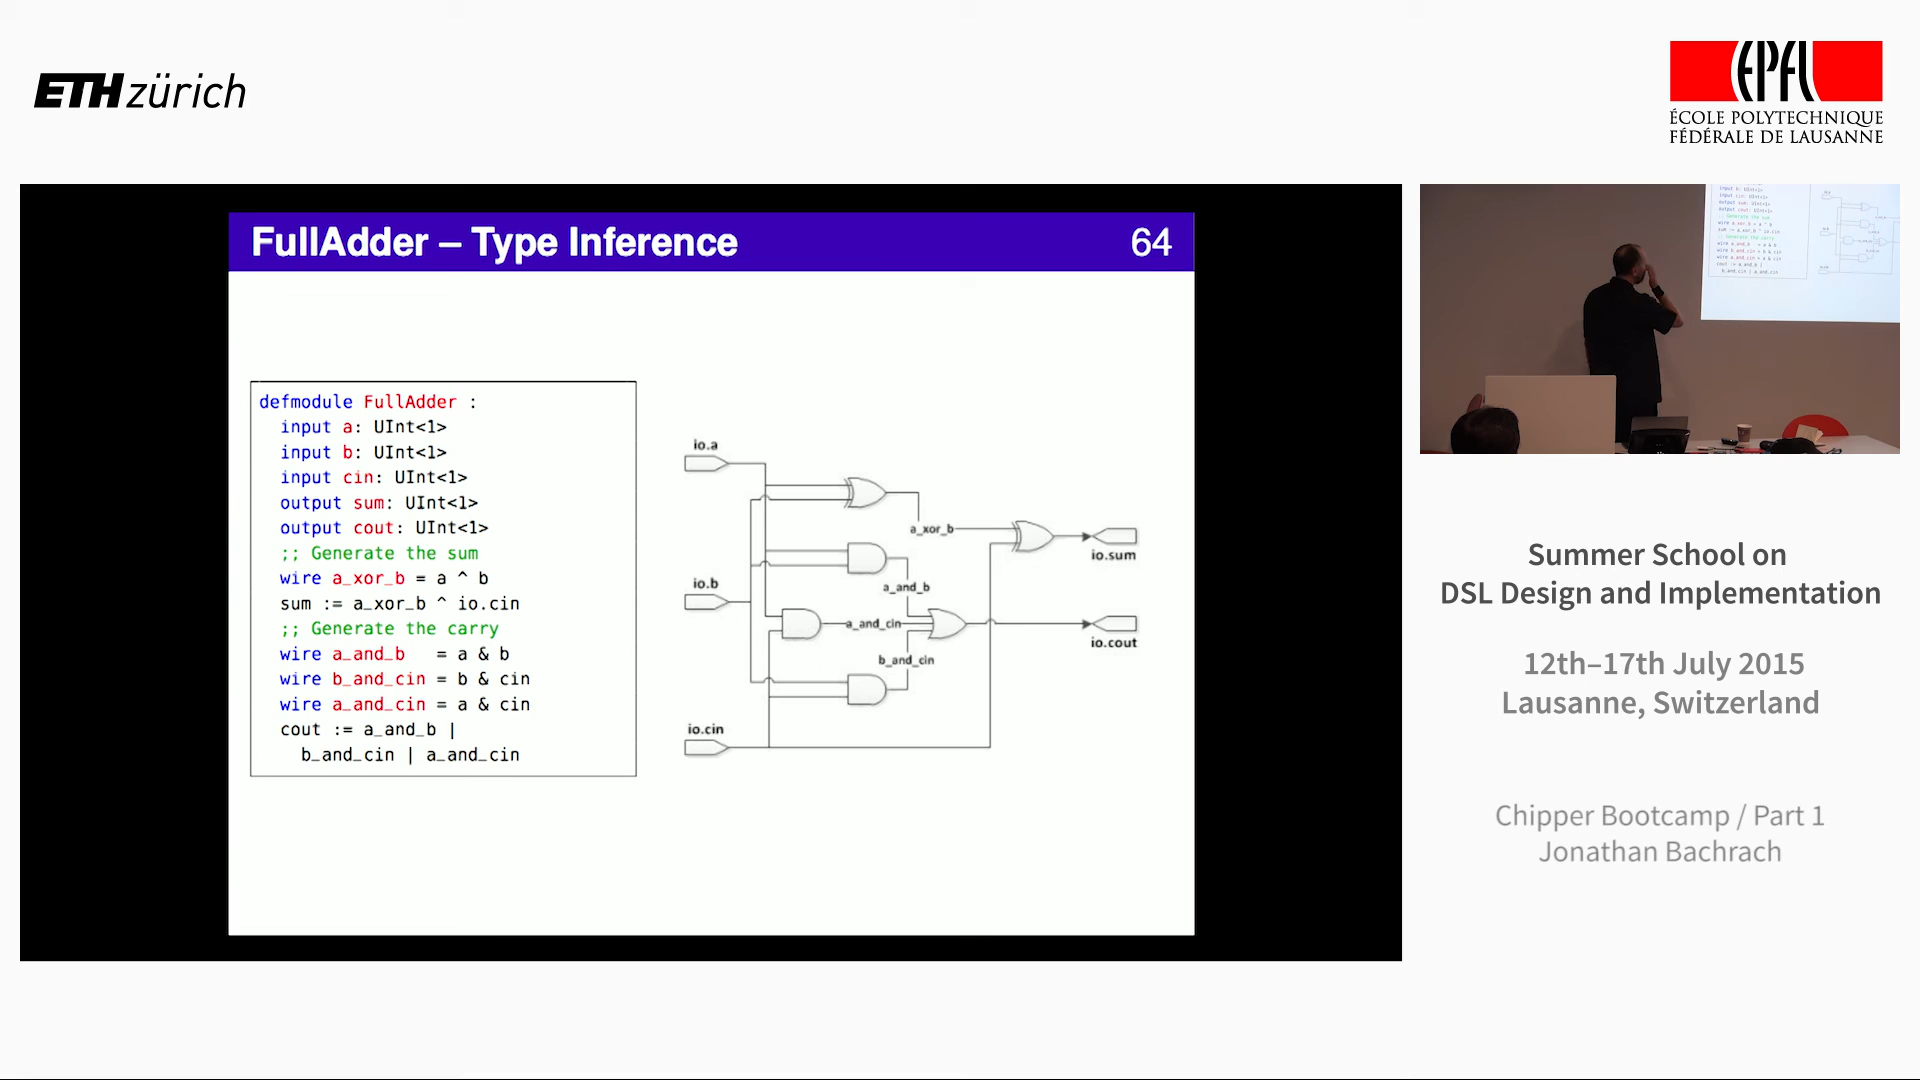 ETH zürich
EPFL
ÉCOLE POLYTECHNIQUE
FÉDÉRALE DE LAUSANNE
FullAdder – Type Inference
64
defmodule FullAdder :
input a: UInt<1>
input b: UInt<1>
input cin: UInt<1>
output sum: UInt<1>
output cout: UInt<1>
;; Generate the sum
wire a_xor_b = a ^ b
sum := a_xor_b ^ io.cin
;; Generate the carry
wire a_and_b = a & b
wire b_and_cin = b & cin
wire a_and_cin = a & cin
cout := a_and_b |
b_and_cin | a_and_cin
io.a
a_xor_b
io.sum
io.b
a_and_b
a_and_cin
io.cout
b_and_cin
io.cin
Summer School on
DSL Design and Implementation
12th–17th July 2015
Lausanne, Switzerland
Chipper Bootcamp / Part 1
Jonathan Bachrach